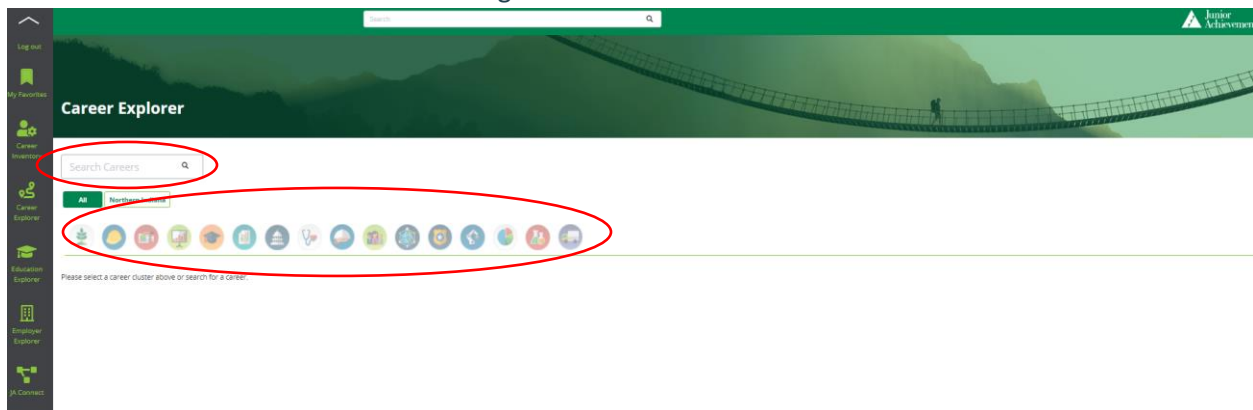 Search
Junior
Achievement
Log out
My Favorites
Career Explorer
Career
Inventory
Search Careers
All
Northern Indiana
Career
Explorer
Education
Explorer
Please select a career cluster above or search for a career.
Employer
Explorer
JA Connect